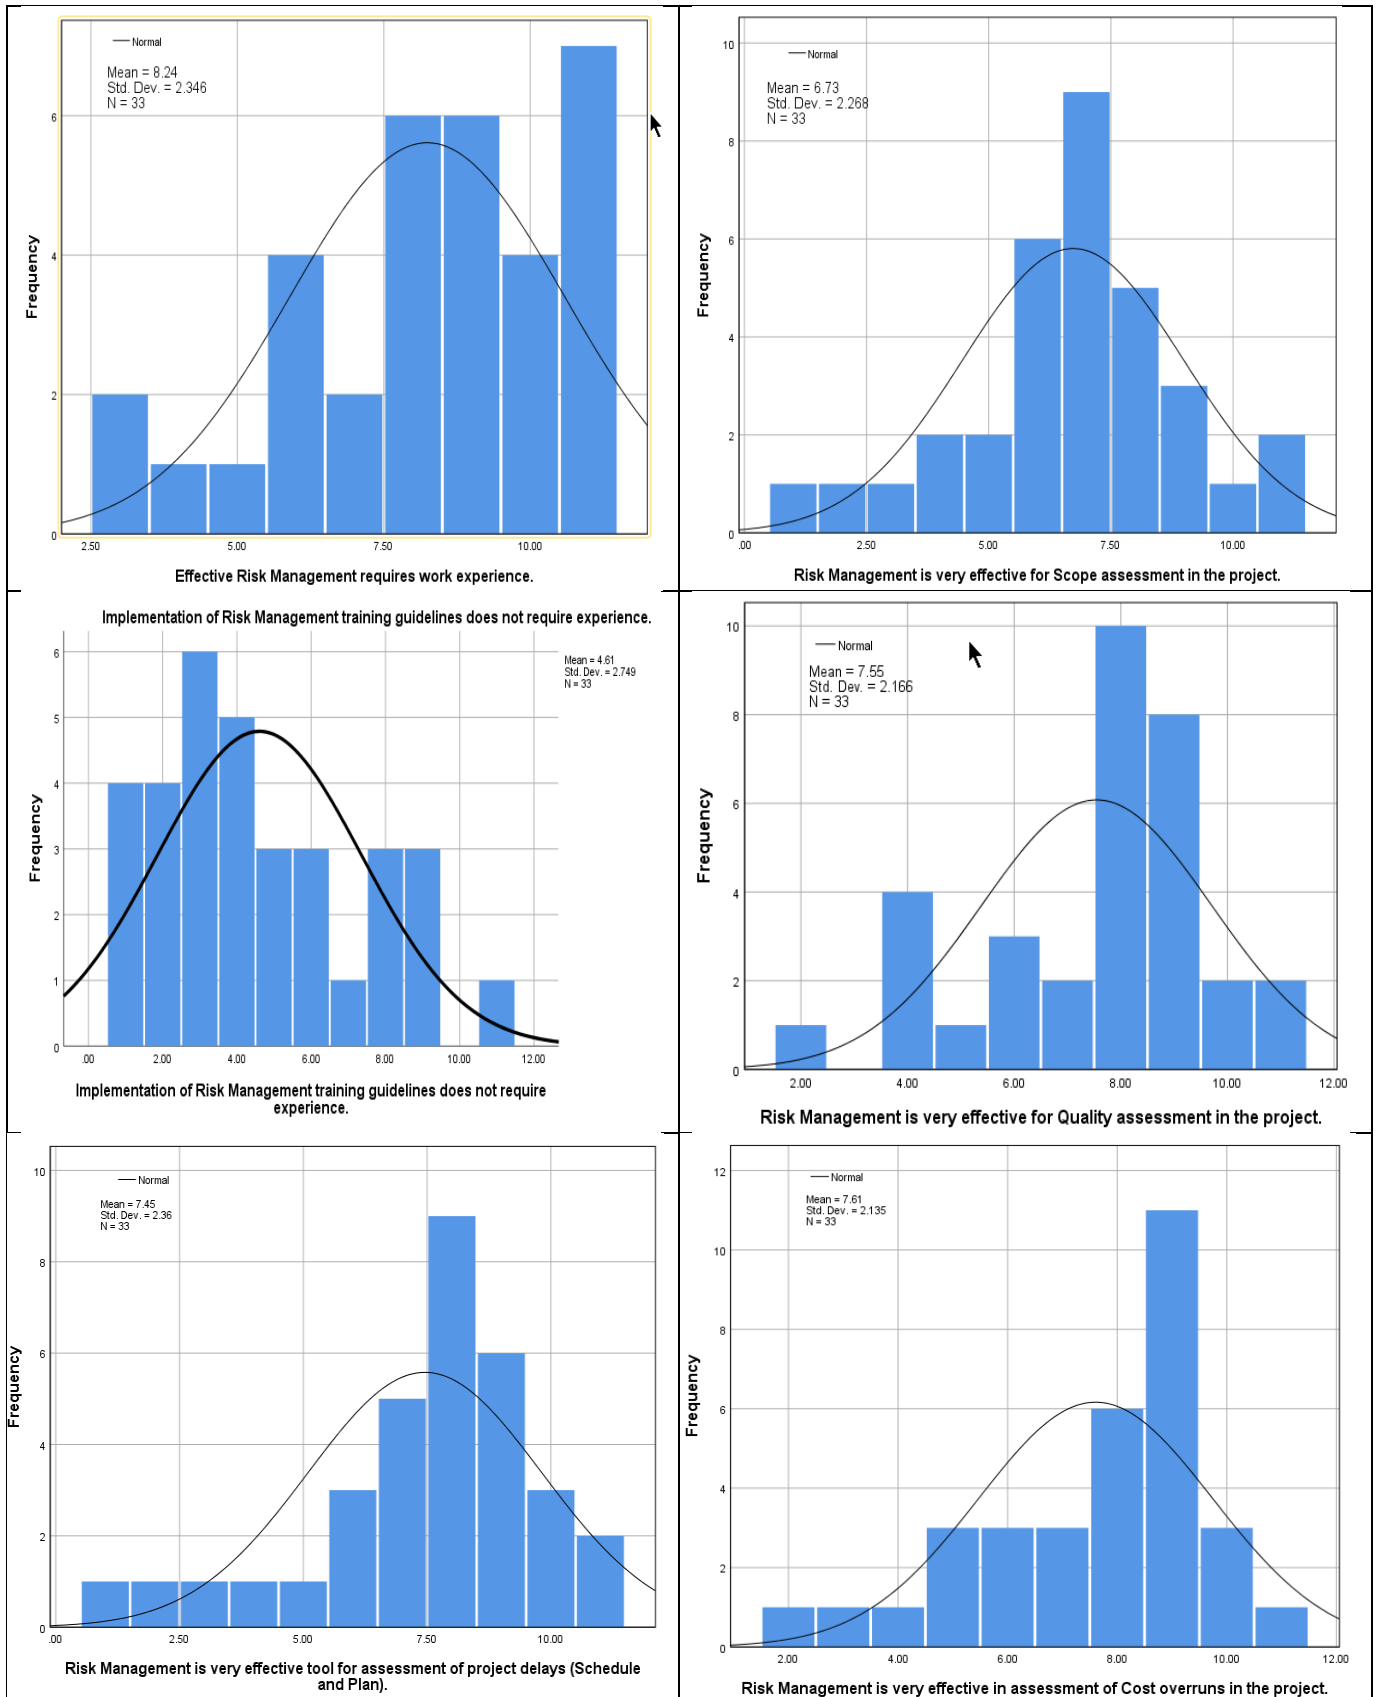 Normal
Mean = 8.24
Std. Dev. = 2.346
N = 33
Frequency
6
4
2
0
2.50 5.00 7.50 10.00
Effective Risk Management requires work experience.
Normal
Mean = 6.73
Std. Dev. = 2.268
N = 33
Frequency
10
8
6
4
2
0
.00 2.50 5.00 7.50 10.00
Risk Management is very effective for Scope assessment in the project.
Implementation of Risk Management training guidelines does not require experience.
Mean = 4.61
Std. Dev. = 2.749
N = 33
Frequency
6
5
4
3
2
1
0
.00 2.00 4.00 6.00 8.00 10.00 12.00
Implementation of Risk Management training guidelines does not require
experience.
Normal
Mean = 7.55
Std. Dev. = 2.166
N = 33
Frequency
10
8
6
4
2
0
2.00 4.00 6.00 8.00 10.00 12.00
Risk Management is very effective for Quality assessment in the project.
Normal
Mean = 7.45
Std. Dev. = 2.36
N = 33
Frequency
10
8
6
4
2
0
.00 2.50 5.00 7.50 10.00
Risk Management is very effective tool for assessment of project delays (Schedule
and Plan).
Normal
Mean = 7.61
Std. Dev. = 2.135
N = 33
Frequency
12
10
8
6
4
2
0
2.00 4.00 6.00 8.00 10.00 12.00
Risk Management is very effective in assessment of Cost overruns in the project.